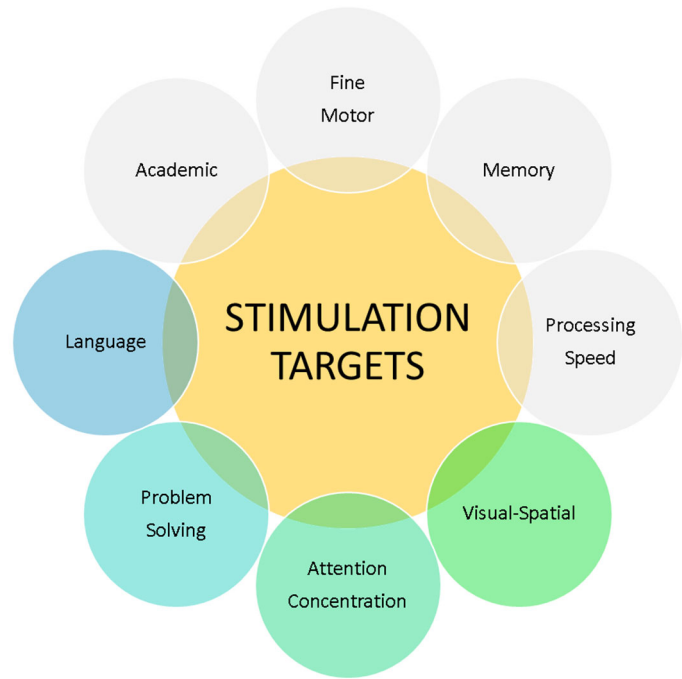 Fine
Motor
Academic
Memory
STIMULATION
TARGETS
Language
Processing
Speed
Problem
Solving
Visual-Spatial
Attention
Concentration